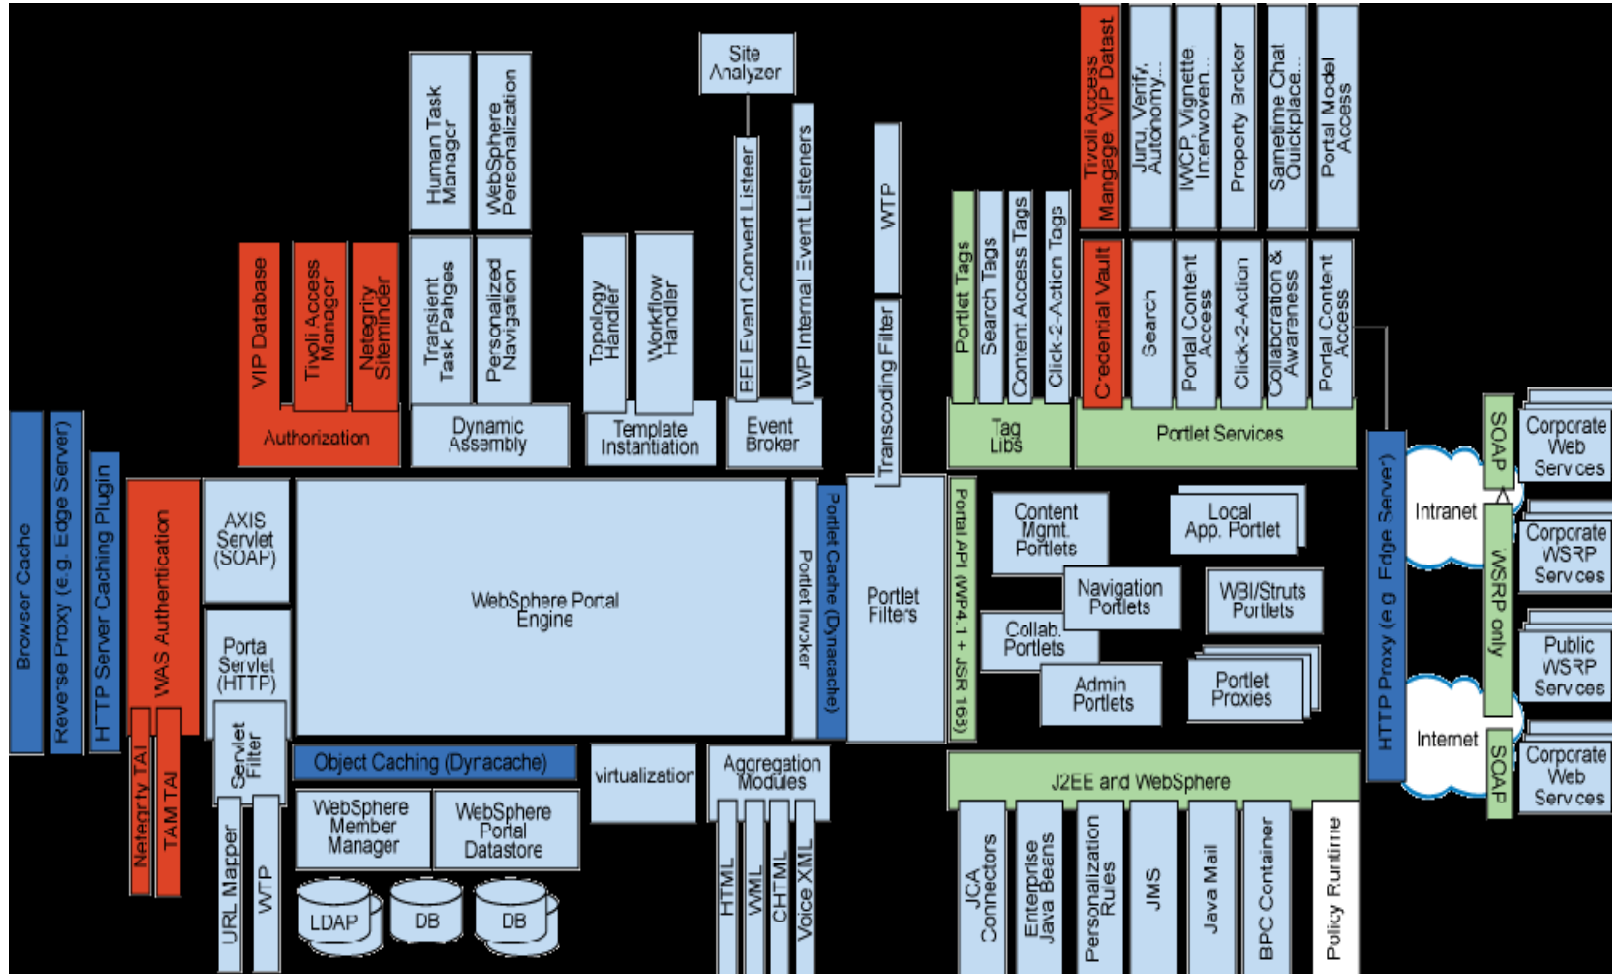 Site
Analyzer
Human Task
Manager
WebSphere
Personalization
EEI Event Convert Listeer
WP Internal Event Listeners
WTP
Tivoli Access
Mangage, VIP Datast.
Juru, Verify,
Autonomy...
IWCP, Vignette,
Interwoven...
Property Broker
Sametime Chat
Quickplace...
Portal Model
Access
VIP Database
Tivoli Access
Manager
Netegrity
Siteminder
Transient
Task Pahges
Personalized
Navigation
Topology
Handler
Workflow
Handler
Transcoding Filter
Portlet Tags
Search Tags
Content Access Tags
Click-2-Action Tags
Credential Vault
Search
Portal Content
Access
Click-2-Action
Collabcration &
Awareness
Portal Content
Access
Authorization
Dynamic
Assembly
Template
Instantiation
Event
Broker
Tag
Libs
Portlet Services
Browser Cache
Reverse Proxy (e.g. Edge Server)
HTTP Server Caching Plugin
WAS Authentication
Netegrity TAI
TAM TAI
AXIS
Servlet
(SOAP)
Porta
Servlet
(HTTP)
Servlet
Filter
URL Mapper
WTP
WebSphere Portal
Engine
Portlet Invoker
Portlet Cache (Dynacache)
Portlet
Filters
Portal API (WP4.1 + JSR 163)
Content
Mgmt.
Portlets
Local
App. Portlet
Navigation
Portlets
WBI/Struts
Portlets
Collab.
Portlets
Admin
Portlets
Portlet
Proxies
HTTP Proxy (e.g. Edge Server)
Intranet
Internet
SOAP
WSRP only
SOAP
Corporate
Web
Services
Corporate
WSRP
Services
Public
WSRP
Services
Corporate
Web
Services
Object Caching (Dyracache)
virtualization
Aggregation
Modules
J2EE and WebSphere
WebSphere
Member
Manager
WebSphere
Portal
Datastore
LDAP
DB
DB
HTML
WML
CHTML
Voice XML
JCA
Connectors
Enterprise
Java Beans
Personalization
Rules
JMS
Java Mail
BPC Container
Policy Runtime